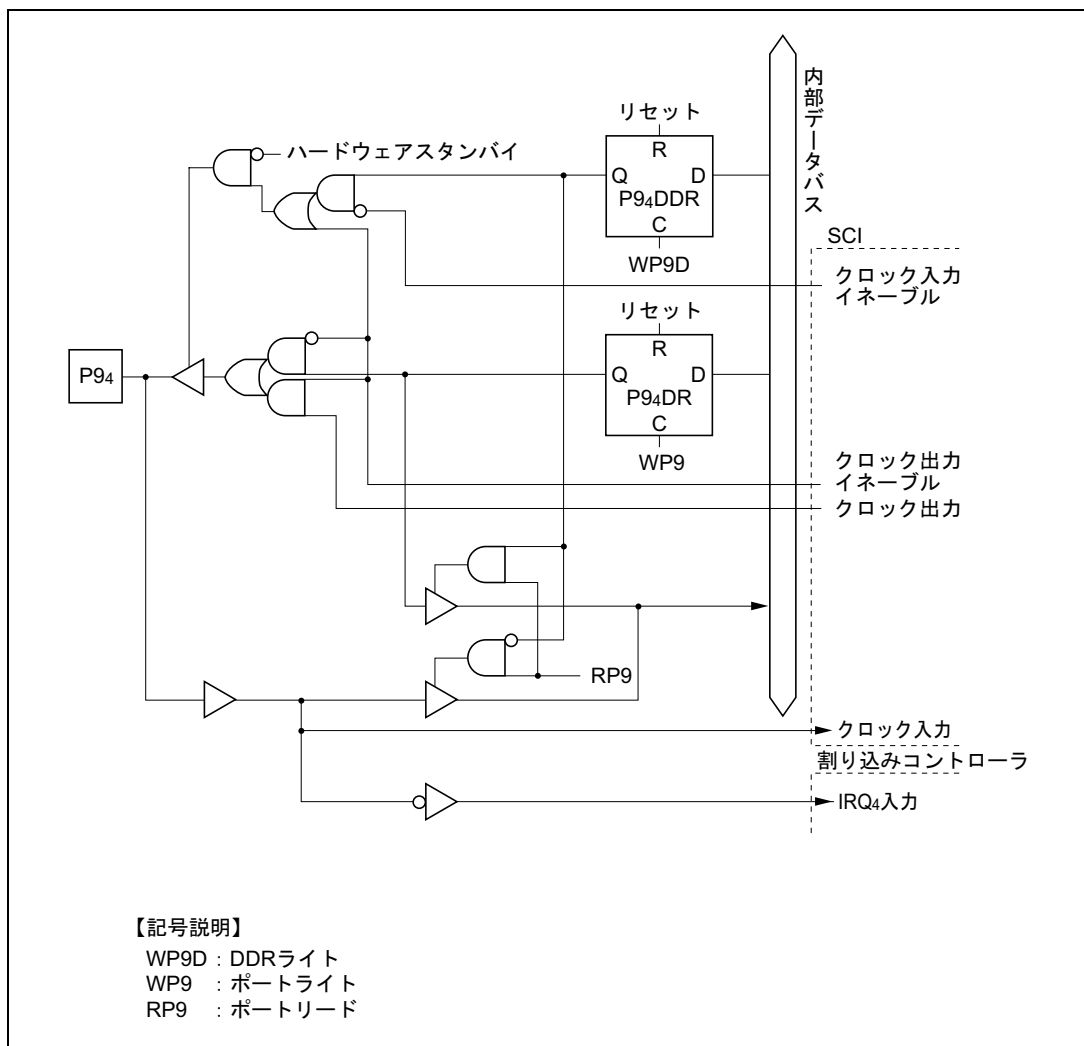 リセット
内部データバス
ハードウェアスタンバイ
R
Q D
P9₄DDR
C
WP9D
SCI
クロック入力
イネーブル
リセット
R
P9₄
Q D
P9₄DR
C
WP9
クロック出力
イネーブル
クロック出力
RP9
クロック入力
割り込みコントローラ
IRQ₄入力
【記号説明】
WP9D : DDRライト
WP9 : ポートライト
RP9 : ポートリード